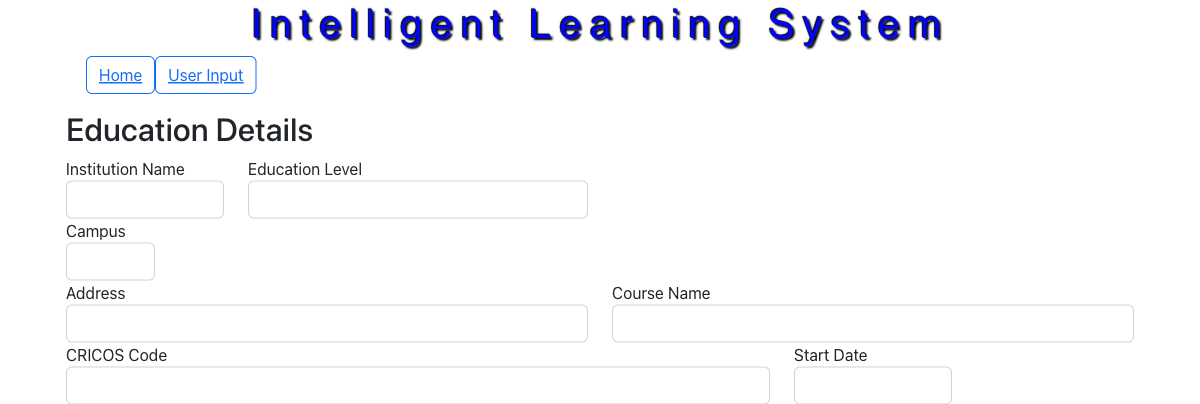 Intelligent Learning System
Home User Input
Education Details
Institution Name Education Level
Campus
Address Course Name
CRICOS Code Start Date